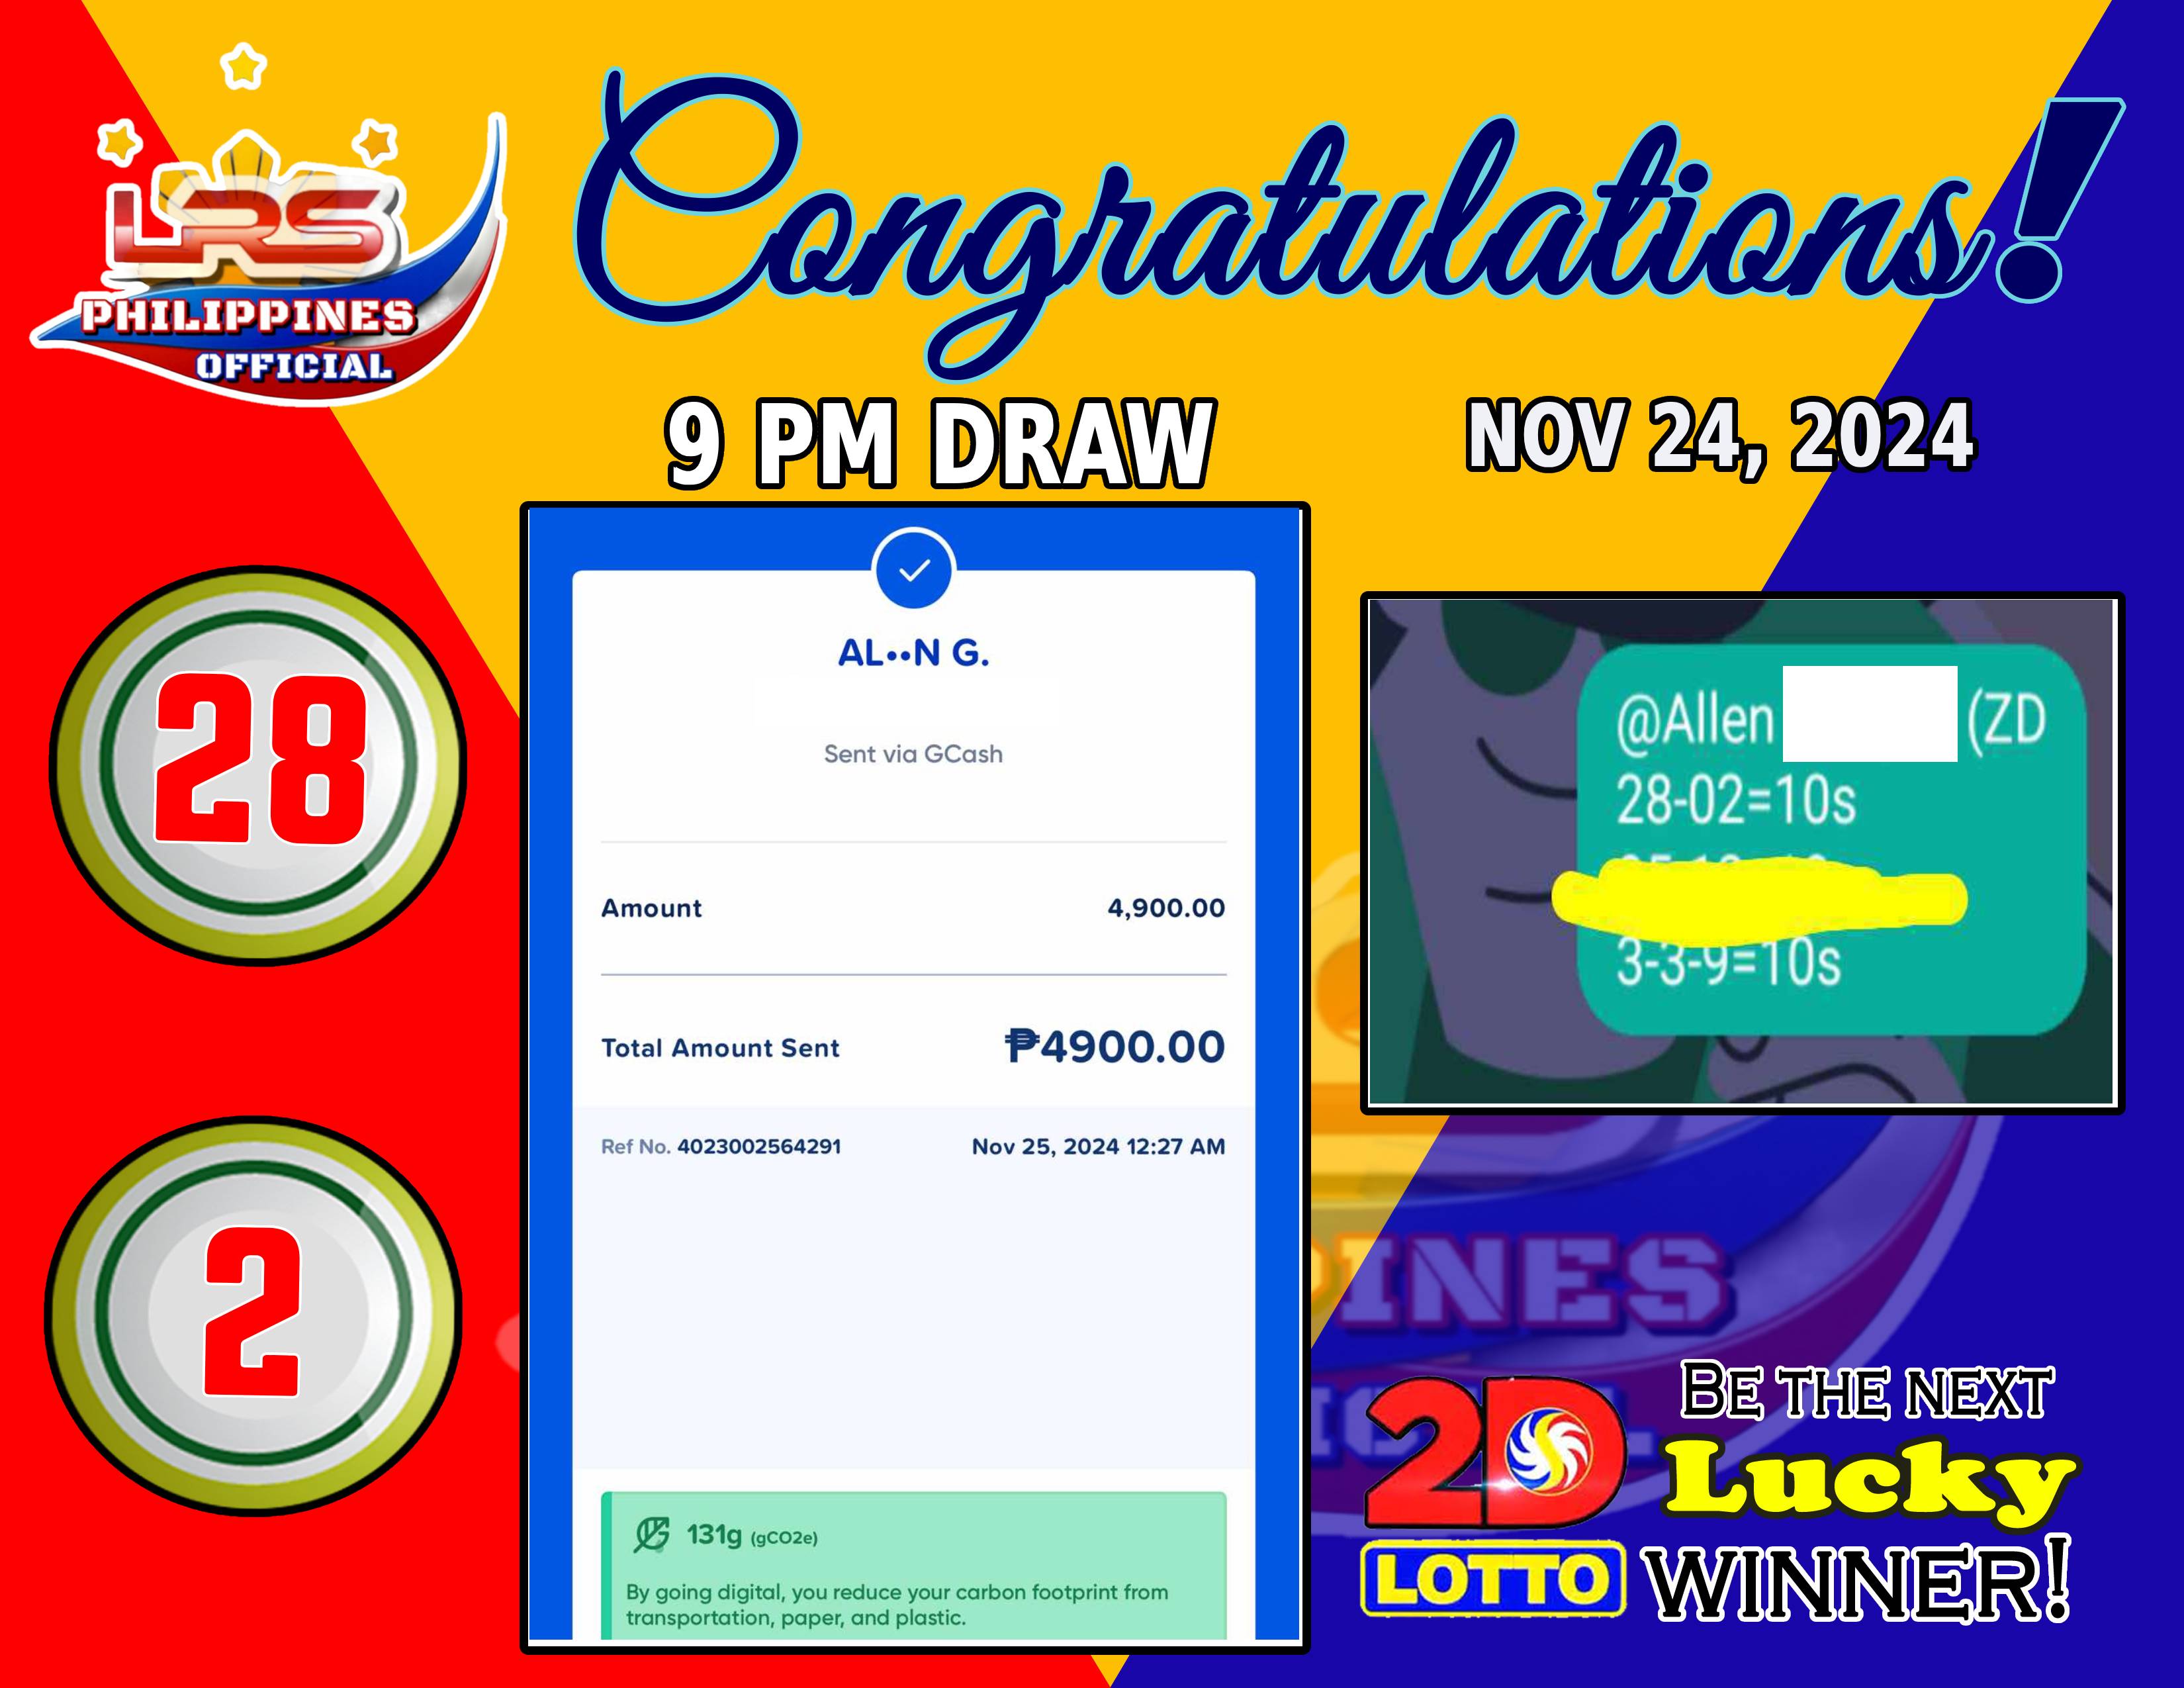 LRS
PHILIPPINES
OFFICIAL
Congratulations!
9 PM DRAW
NOV 24, 2024
28
2
AL••N G.
Sent via GCash
Amount 4,900.00
Total Amount Sent ₱4900.00
Ref No. 4023002564291 Nov 25, 2024 12:27 AM
131g (gCO2e)
By going digital, you reduce your carbon footprint from
transportation, paper, and plastic.
@Allen (ZD
28-02=10s
3-3-9=10s
PINES
2D
LOTTO
BE THE NEXT
Lucky
WINNER!